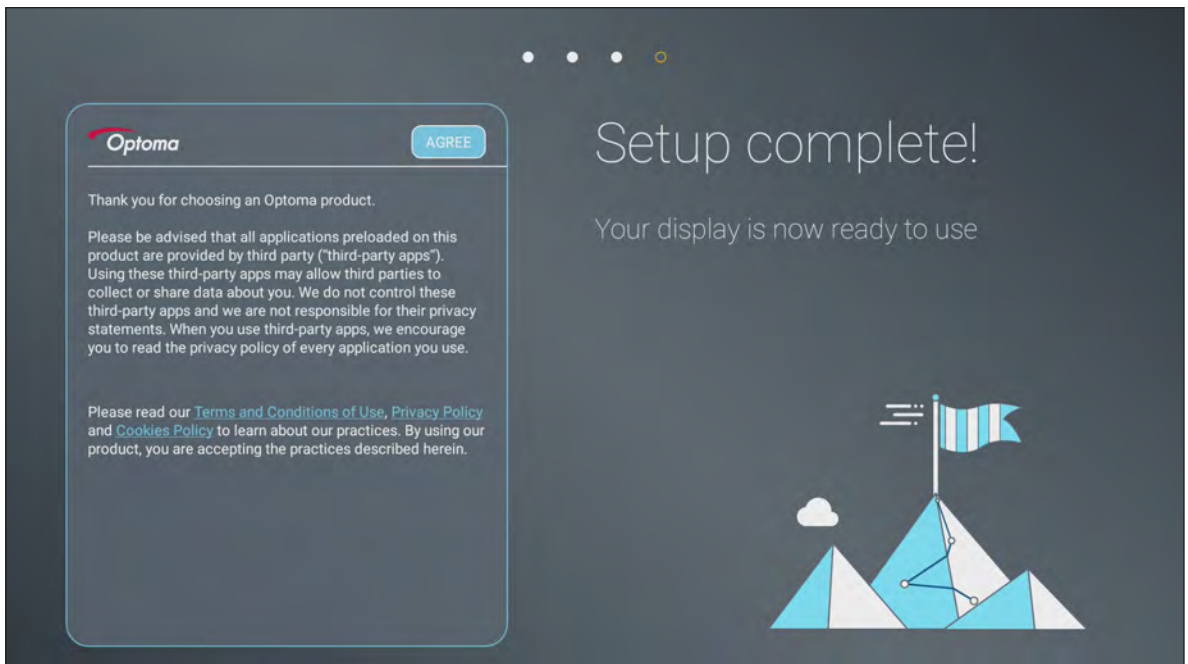 Optoma
AGREE
Thank you for choosing an Optoma product.
Please be advised that all applications preloaded on this
product are provided by third party ("third-party apps").
Using these third-party apps may allow third parties to
collect or share data about you. We do not control these
third-party apps and we are not responsible for their privacy
statements. When you use third-party apps, we encourage
you to read the privacy policy of every application you use.
Please read our Terms and Conditions of Use, Privacy Policy
and Cookies Policy to learn about our practices. By using our
product, you are accepting the practices described herein.
Setup complete!
Your display is now ready to use